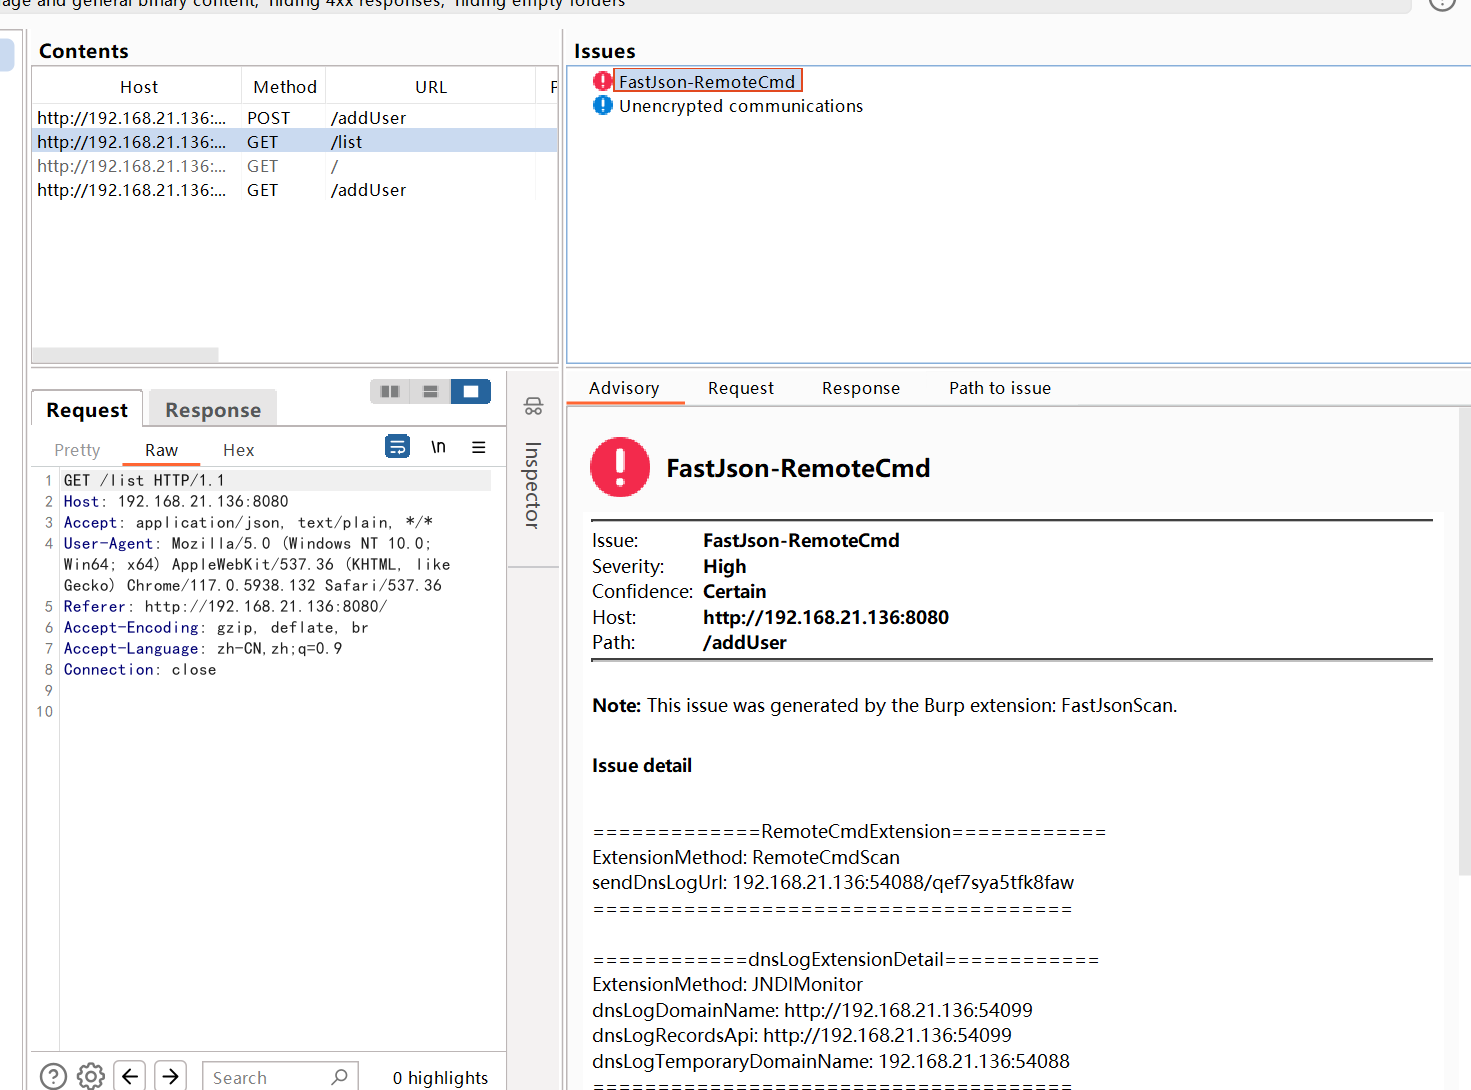 age and general binary content; hiding 4xx responses; hiding empty folders
Contents
Host Method URL
http://192.168.21.136:... POST /addUser
http://192.168.21.136:... GET /list
http://192.168.21.136:... GET /
http://192.168.21.136:... GET /addUser
Issues
FastJson-RemoteCmd
Unencrypted communications
Request Response
Pretty Raw Hex
\n
1 GET /list HTTP/1.1
2 Host: 192.168.21.136:8080
3 Accept: application/json, text/plain, */*
4 User-Agent: Mozilla/5.0 (Windows NT 10.0;
Win64; x64) AppleWebKit/537.36 (KHTML, like
Gecko) Chrome/117.0.5938.132 Safari/537.36
5 Referer: http://192.168.21.136:8080/
6 Accept-Encoding: gzip, deflate, br
7 Accept-Language: zh-CN,zh;q=0.9
8 Connection: close
9
10
Search
0 highlights
Inspector
Advisory Request Response Path to issue
FastJson-RemoteCmd
Issue: FastJson-RemoteCmd
Severity: High
Confidence: Certain
Host: http://192.168.21.136:8080
Path: /addUser
Note: This issue was generated by the Burp extension: FastJsonScan.
Issue detail
=============RemoteCmdExtension============
ExtensionMethod: RemoteCmdScan
sendDnsLogUrl: 192.168.21.136:54088/qef7sya5tfk8faw
=====================================
============dnsLogExtensionDetail============
ExtensionMethod: JNDIMonitor
dnsLogDomainName: http://192.168.21.136:54099
dnsLogRecordsApi: http://192.168.21.136:54099
dnsLogTemporaryDomainName: 192.168.21.136:54088
=====================================